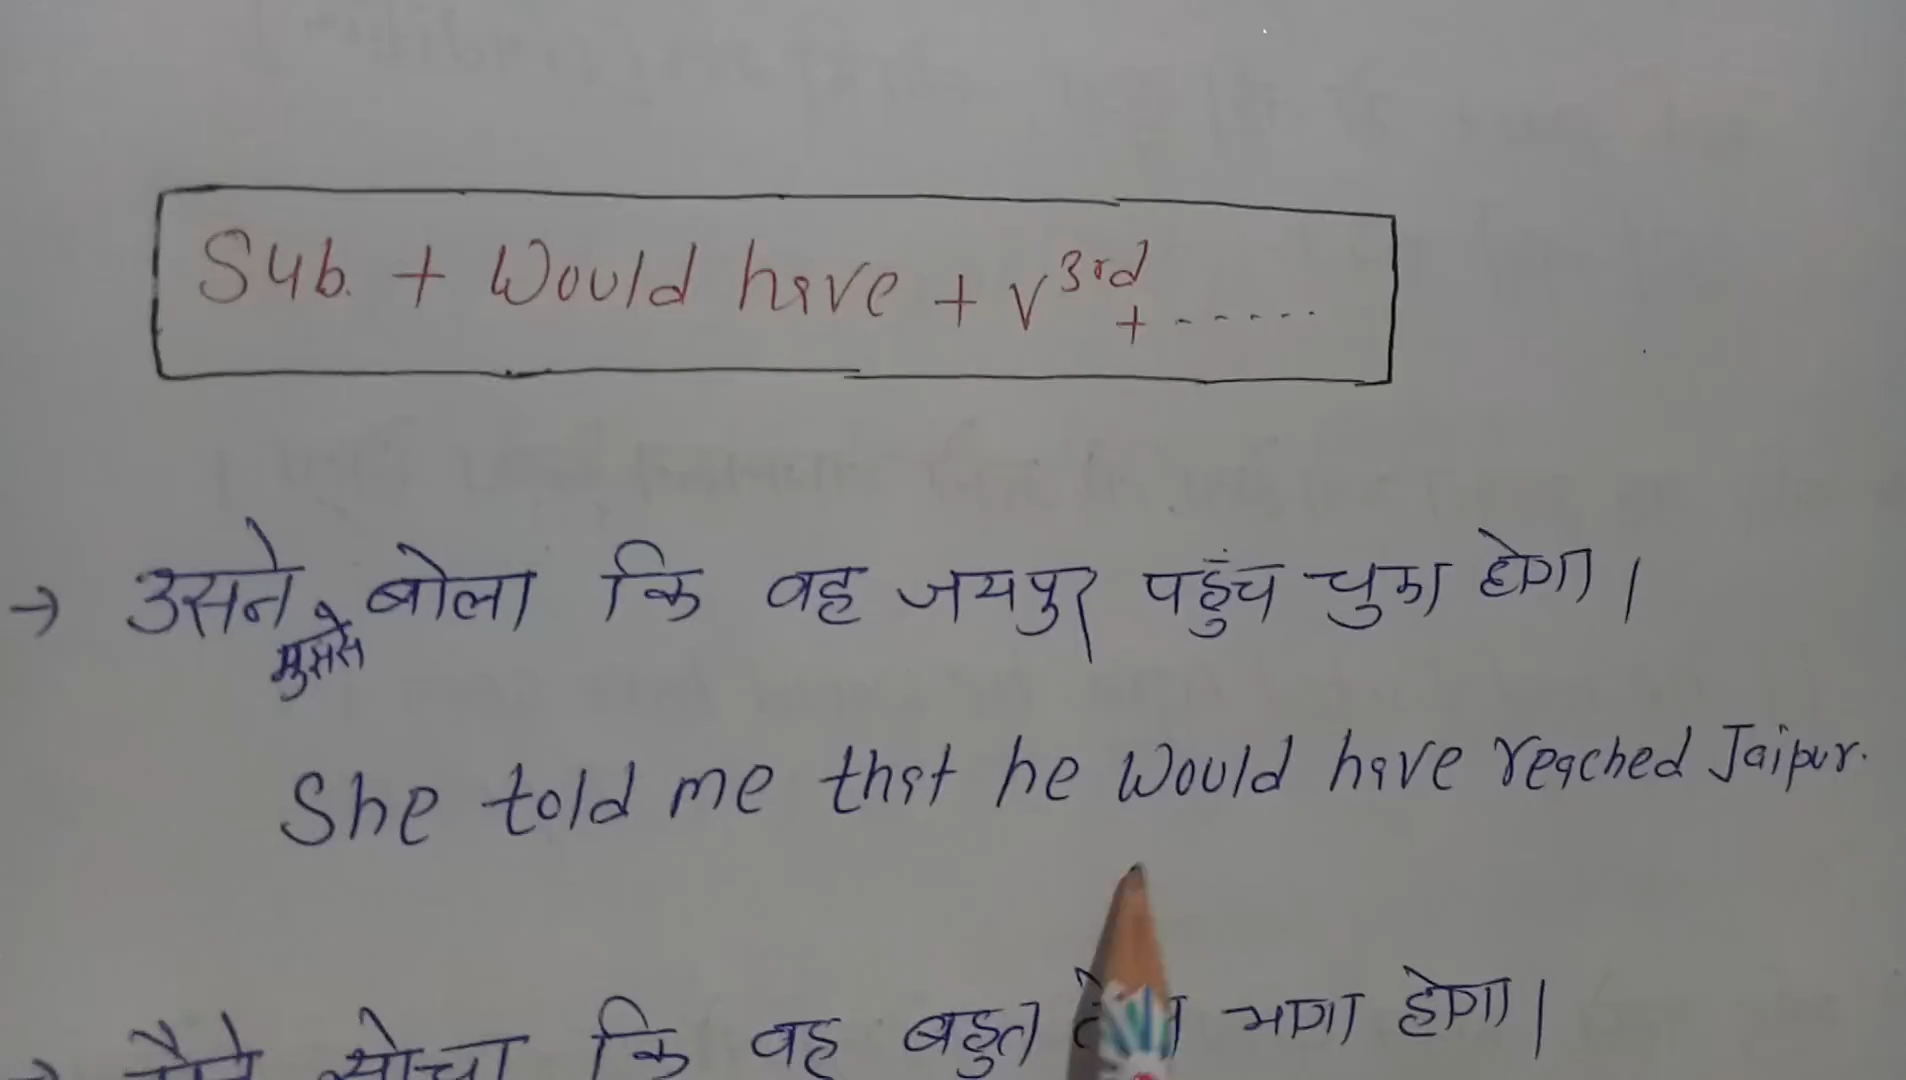 Sub. + Would have + V 3rd + ------
→ उसने मुझसे बोला कि वह जयपुर पहुँच चुका होगा।
She told me that he would have reached Jaipur.
→ मैंने सोचा कि वह बहुत भागा होगा।